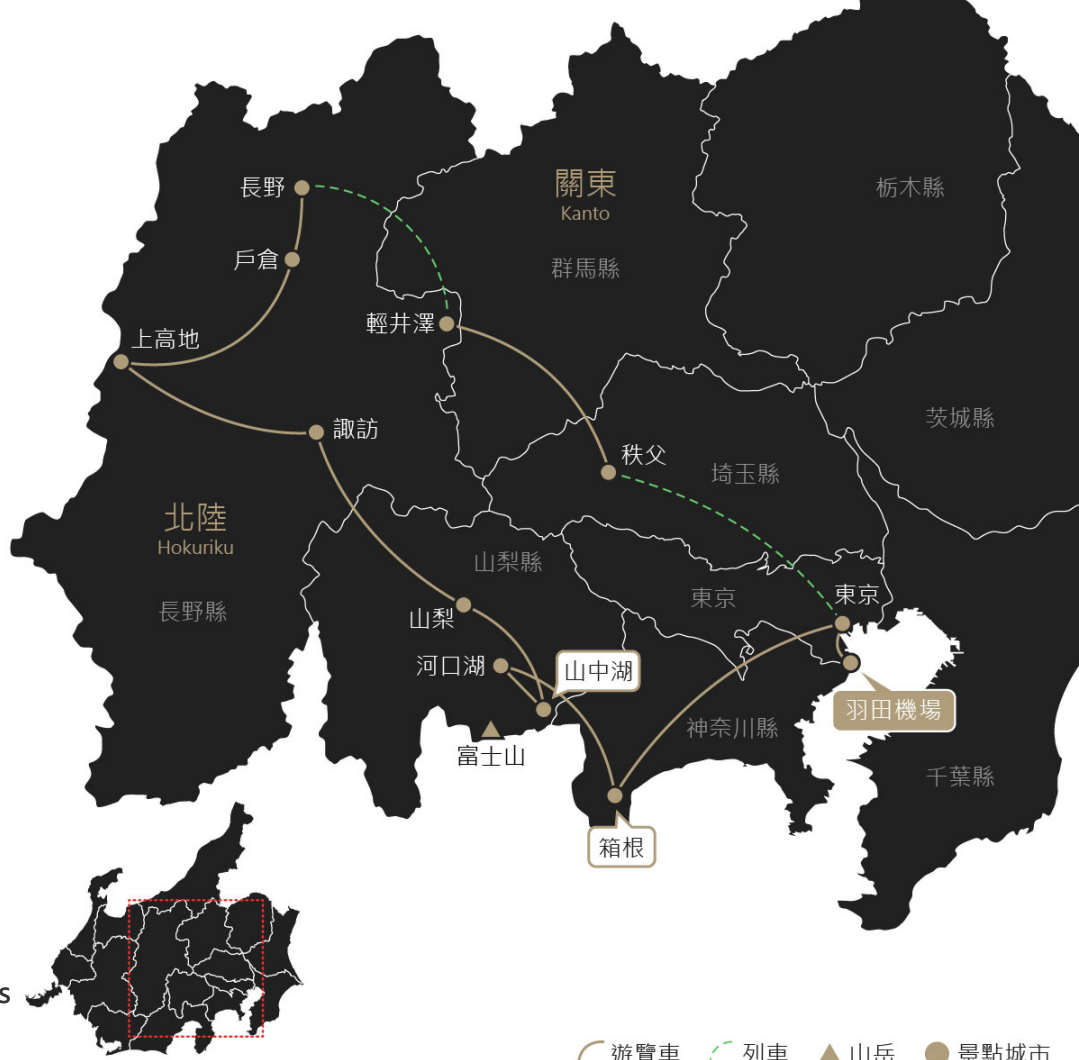 長野
關東
Kanto
栃木縣
戶倉
群馬縣
輕井澤
上高地
諏訪
茨城縣
秩父
埼玉縣
北陸
Hokuriku
山梨縣
長野縣
東京
東京
山梨
河口湖
山中湖
羽田機場
神奈川縣
富士山
千葉縣
箱根
s
遊覽車 列車 山岳 景點城市